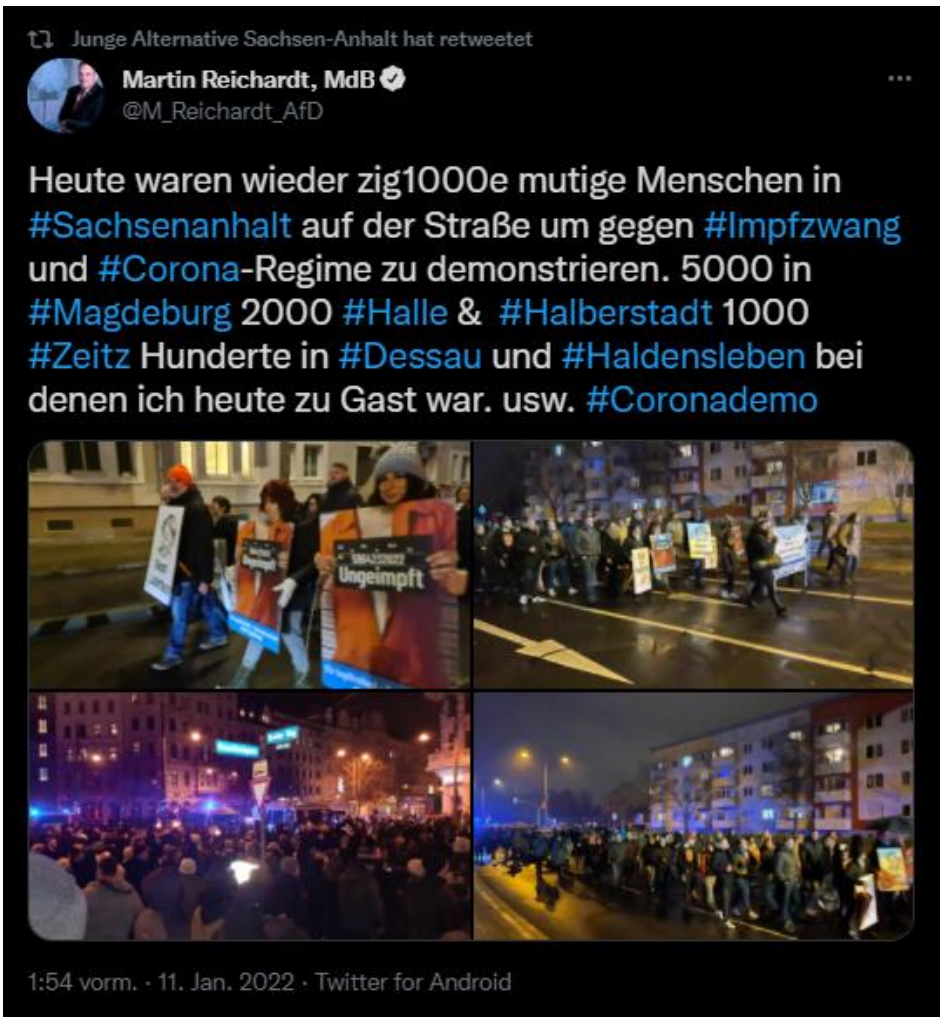 Junge Alternative Sachsen-Anhalt hat retweetet
Martin Reichardt, MdB
@M_Reichardt_AfD
Heute waren wieder zig1000e mutige Menschen in
#Sachsenanhalt auf der Straße um gegen #Impfzwang
und #Corona-Regime zu demonstrieren. 5000 in
#Magdeburg 2000 #Halle & #Halberstadt 1000
#Zeitz Hunderte in #Dessau und #Haldensleben bei
denen ich heute zu Gast war. usw. #Coronademo
Ungeimpft
Ungeimpft
1:54 vorm. · 11. Jan. 2022 · Twitter for Android